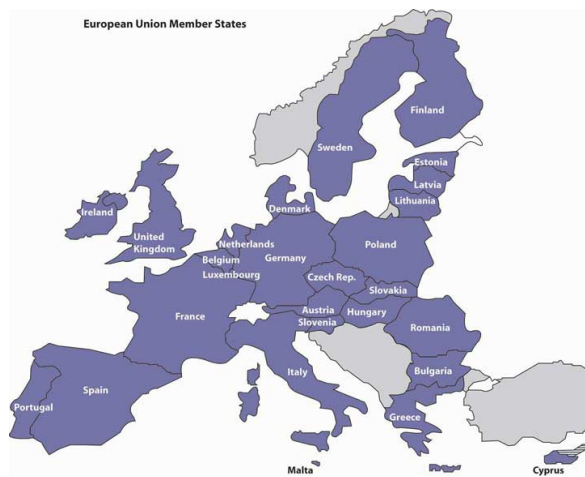 European Union Member States
Finland
Sweden
Estonia
Latvia
Lithuania
Denmark
Ireland
United
Kingdom
Netherlands
Belgium
Luxembourg
Germany
Poland
Czech Rep.
Slovakia
Austria
Hungary
Slovenia
France
Romania
Italy
Bulgaria
Spain
Portugal
Greece
Malta
Cyprus